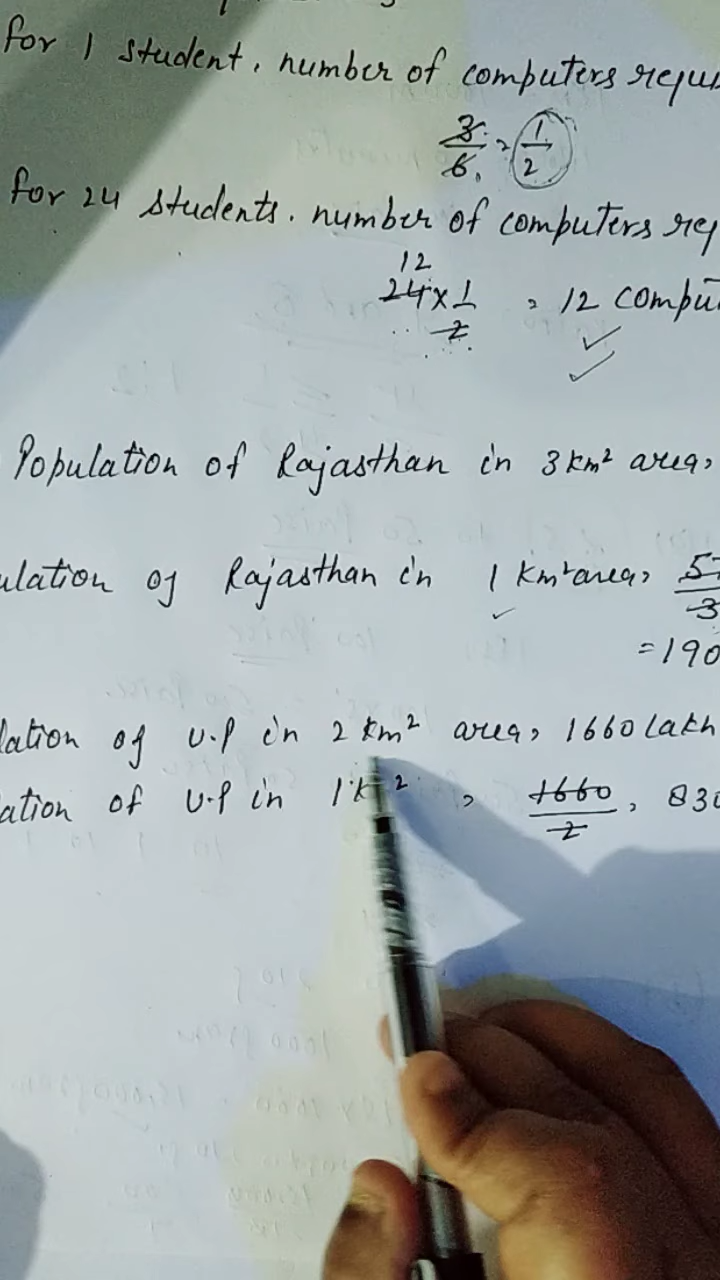 for 1 student, number of computers requ
3/6 = 1/2
for 24 students. number of computers req
12
24 x 1/2 = 12 compu
Population of Rajasthan in 3 km² area =
ulation of Rajasthan in 1 km² area = 57/3
= 190
lation of U.P in 2 km² area = 1660 lakh
ation of U.P in 1 k ² = 1660/2 = 830